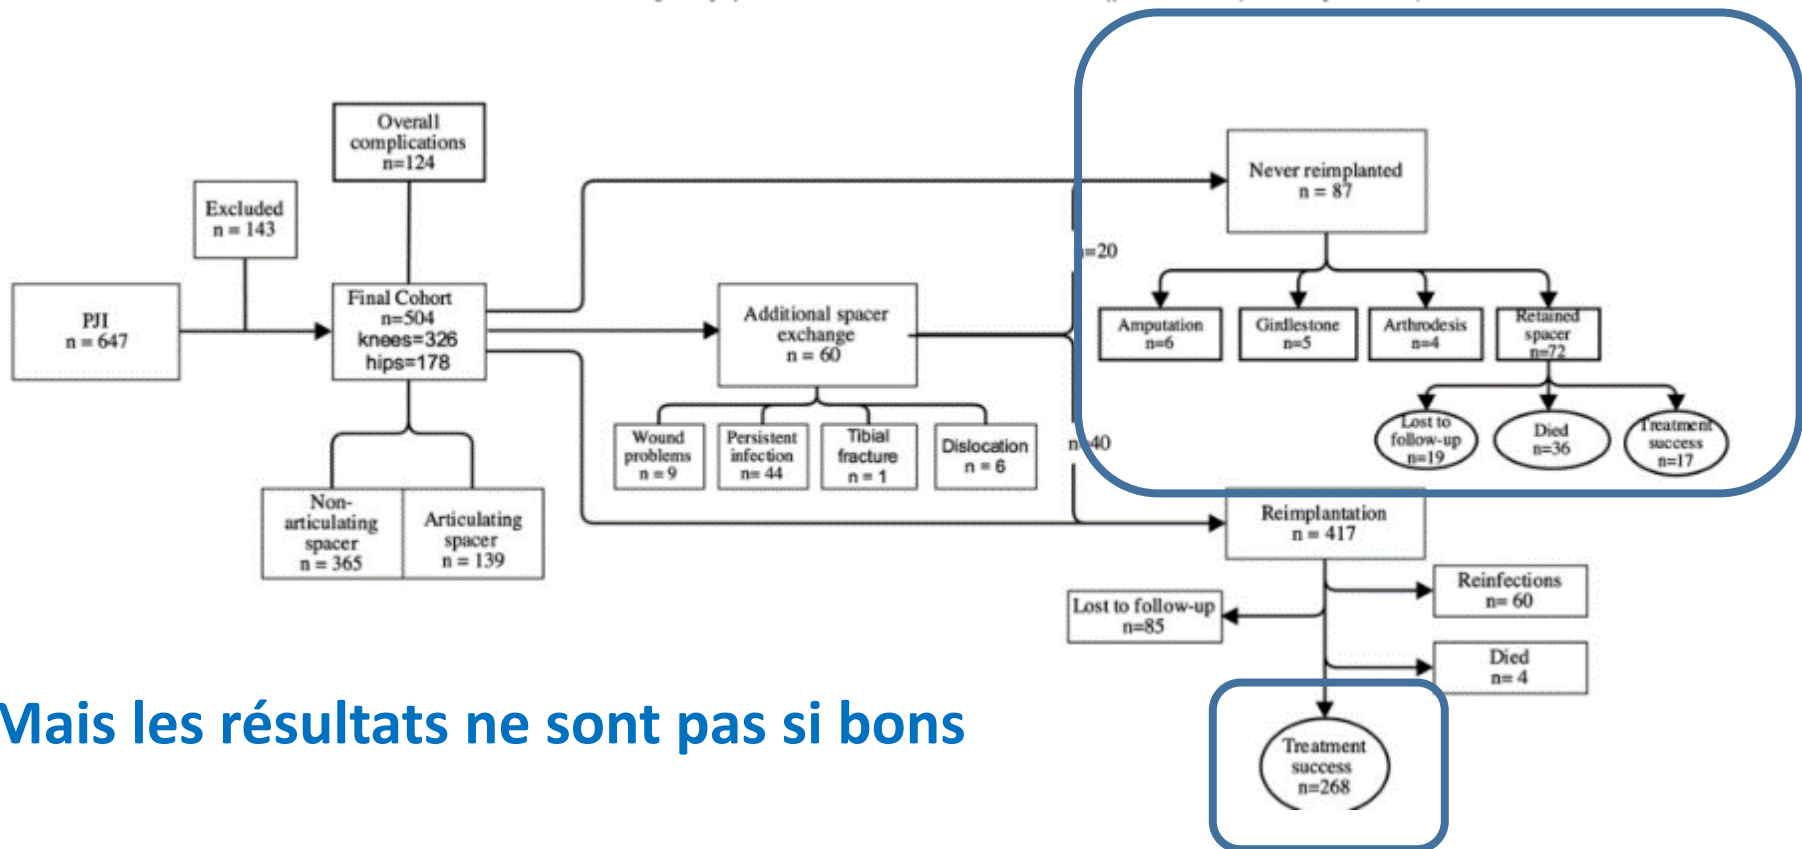 Overall
complications
n=124
Excluded
n = 143
PJI
n = 647
Final Cohort
n=504
knees=326
hips=178
Non-
articulating
spacer
n = 365
Articulating
spacer
n = 139
Additional spacer
exchange
n = 60
Wound
problems
n = 9
Persistent
infection
n= 44
Tibial
fracture
n = 1
Dislocation
n = 6
n=20
n=40
Never reimplanted
n = 87
Amputation
n=6
Girdlestone
n=5
Arthrodesis
n=4
Retained
spacer
n=72
Lost to
follow-up
n=19
Died
n=36
Treatment
success
n=17
Reimplantation
n = 417
Lost to follow-up
n=85
Reinfections
n= 60
Died
n= 4
Treatment
success
n=268
Mais les résultats ne sont pas si bons